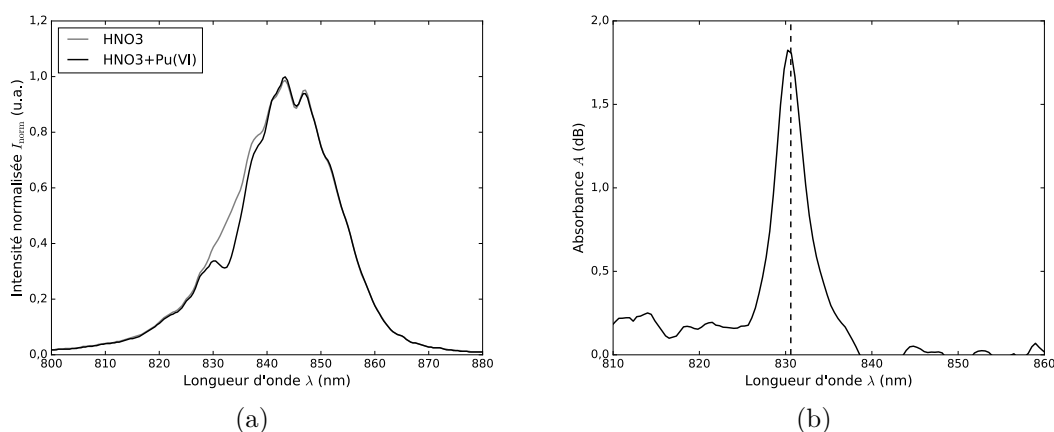 1,2
1,0
0,8
0,6
0,4
0,2
0,0
Intensité normalisée I_norm (u.a.)
HNO3
HNO3+Pu(VI)
800 810 820 830 840 850 860 870 880
Longueur d'onde λ (nm)
(a)
2,0
1,5
1,0
0,5
0,0
Absorbance A (dB)
810 820 830 840 850 860
Longueur d'onde λ (nm)
(b)